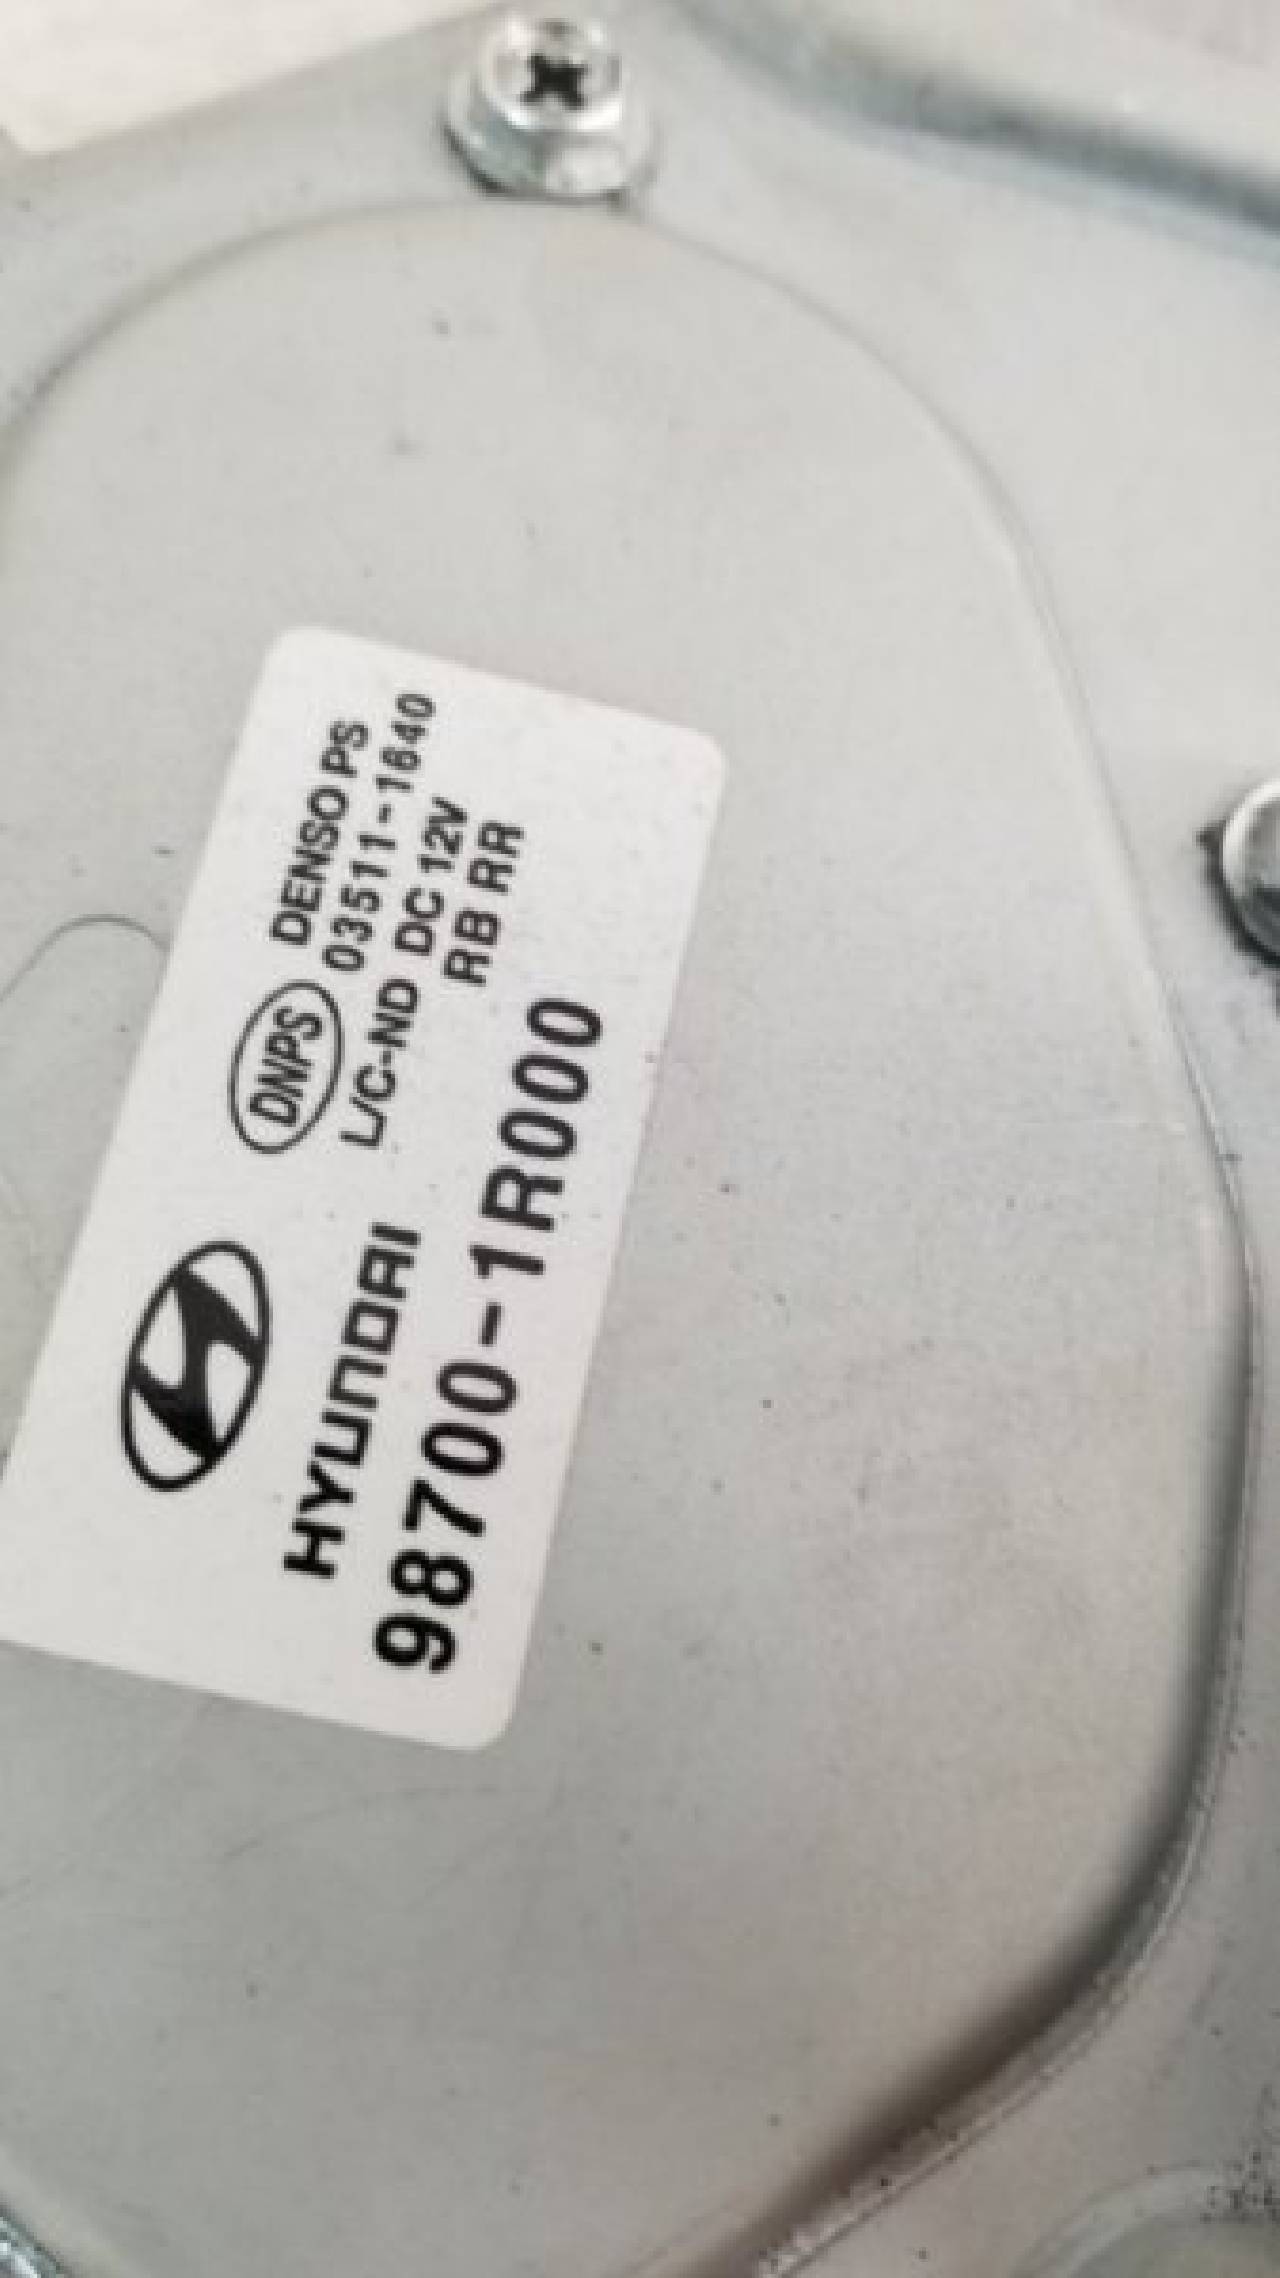 DNPS
DENSO PS
03511-1640
L/C-ND DC 12V
RB RR
HYUNDAI
98700-1R000